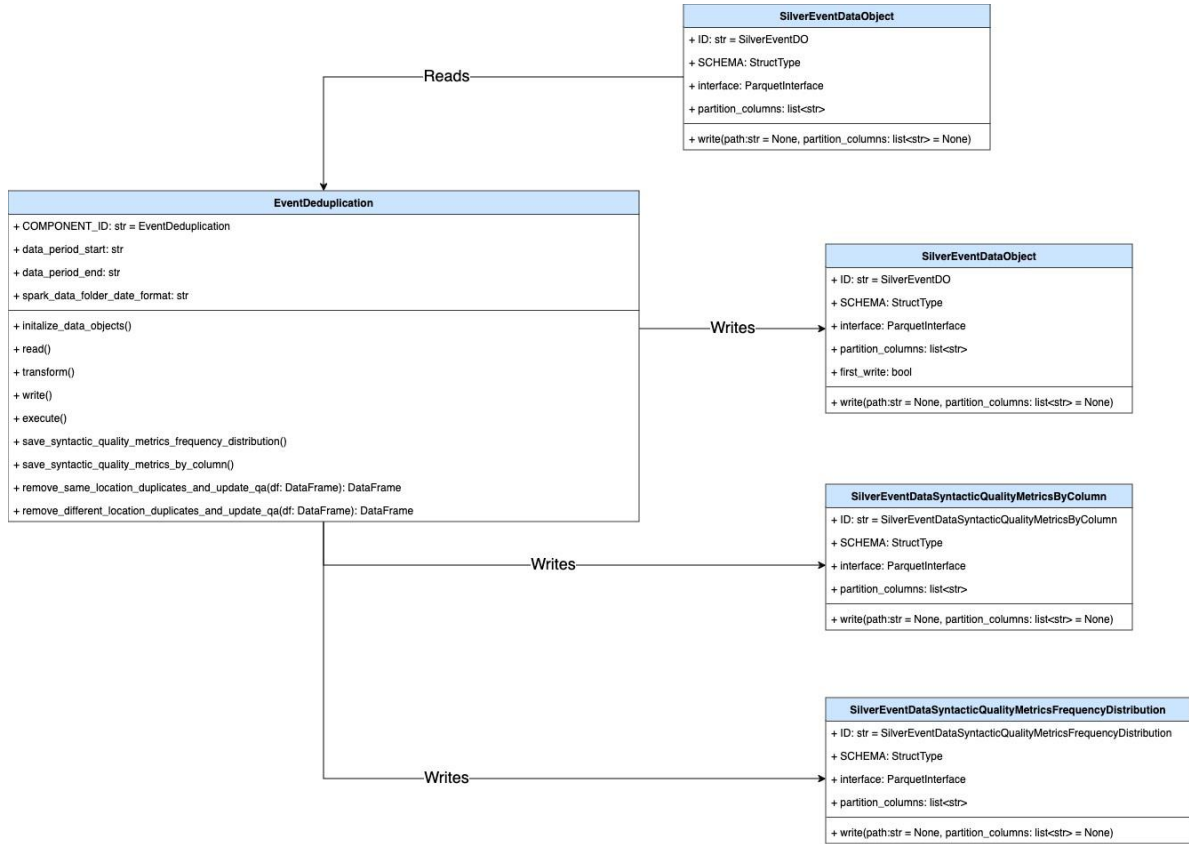 SilverEventDataObject
+ ID: str = SilverEventDO
+ SCHEMA: StructType
+ interface: ParquetInterface
+ partition_columns: list<str>
+ write(path:str = None, partition_columns: list<str> = None)
Reads
EventDeduplication
+ COMPONENT_ID: str = EventDeduplication
+ data_period_start: str
+ data_period_end: str
+ spark_data_folder_date_format: str
+ initalize_data_objects()
+ read()
+ transform()
+ write()
+ execute()
+ save_syntactic_quality_metrics_frequency_distribution()
+ save_syntactic_quality_metrics_by_column()
+ remove_same_location_duplicates_and_update_qa(df: DataFrame): DataFrame
+ remove_different_location_duplicates_and_update_qa(df: DataFrame): DataFrame
Writes
SilverEventDataObject
+ ID: str = SilverEventDO
+ SCHEMA: StructType
+ interface: ParquetInterface
+ partition_columns: list<str>
+ first_write: bool
+ write(path:str = None, partition_columns: list<str> = None)
Writes
SilverEventDataSyntacticQualityMetricsByColumn
+ ID: str = SilverEventDataSyntacticQualityMetricsByColumn
+ SCHEMA: StructType
+ interface: ParquetInterface
+ partition_columns: list<str>
+ write(path:str = None, partition_columns: list<str> = None)
Writes
SilverEventDataSyntacticQualityMetricsFrequencyDistribution
+ ID: str = SilverEventDataSyntacticQualityMetricsFrequencyDistribution
+ SCHEMA: StructType
+ interface: ParquetInterface
+ partition_columns: list<str>
+ write(path:str = None, partition_columns: list<str> = None)